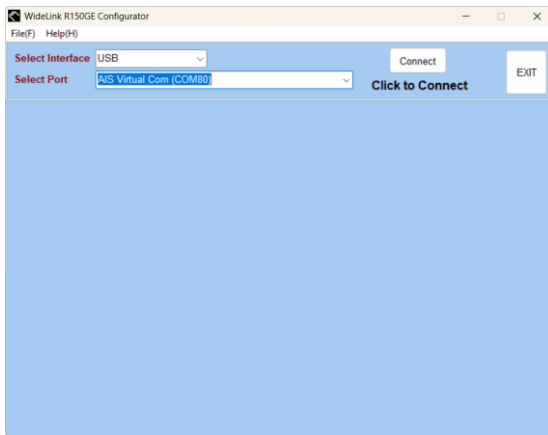 WideLink R150GE Configurator
File(F) Help(H)
Select Interface USB
Connect
Select Port AIS Virtual Com (COM80)
Click to Connect
EXIT